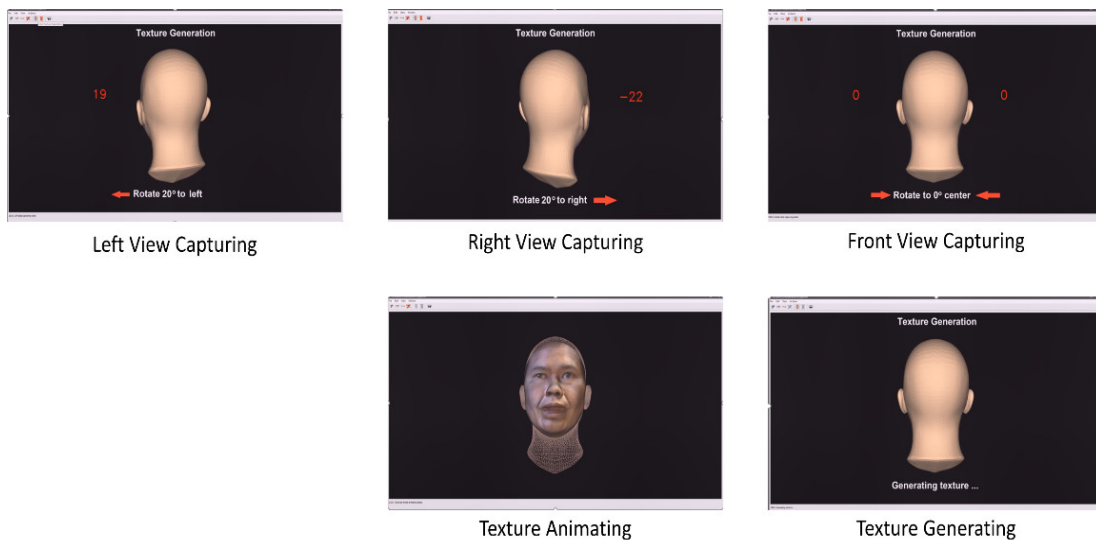 Texture Generation
19
Rotate 20° to left
Left View Capturing
Texture Generation
-22
Rotate 20° to right
Right View Capturing
Texture Generation
0
0
Rotate to 0° center
Front View Capturing
Texture Animating
Texture Generation
Generating texture ....
Texture Generating